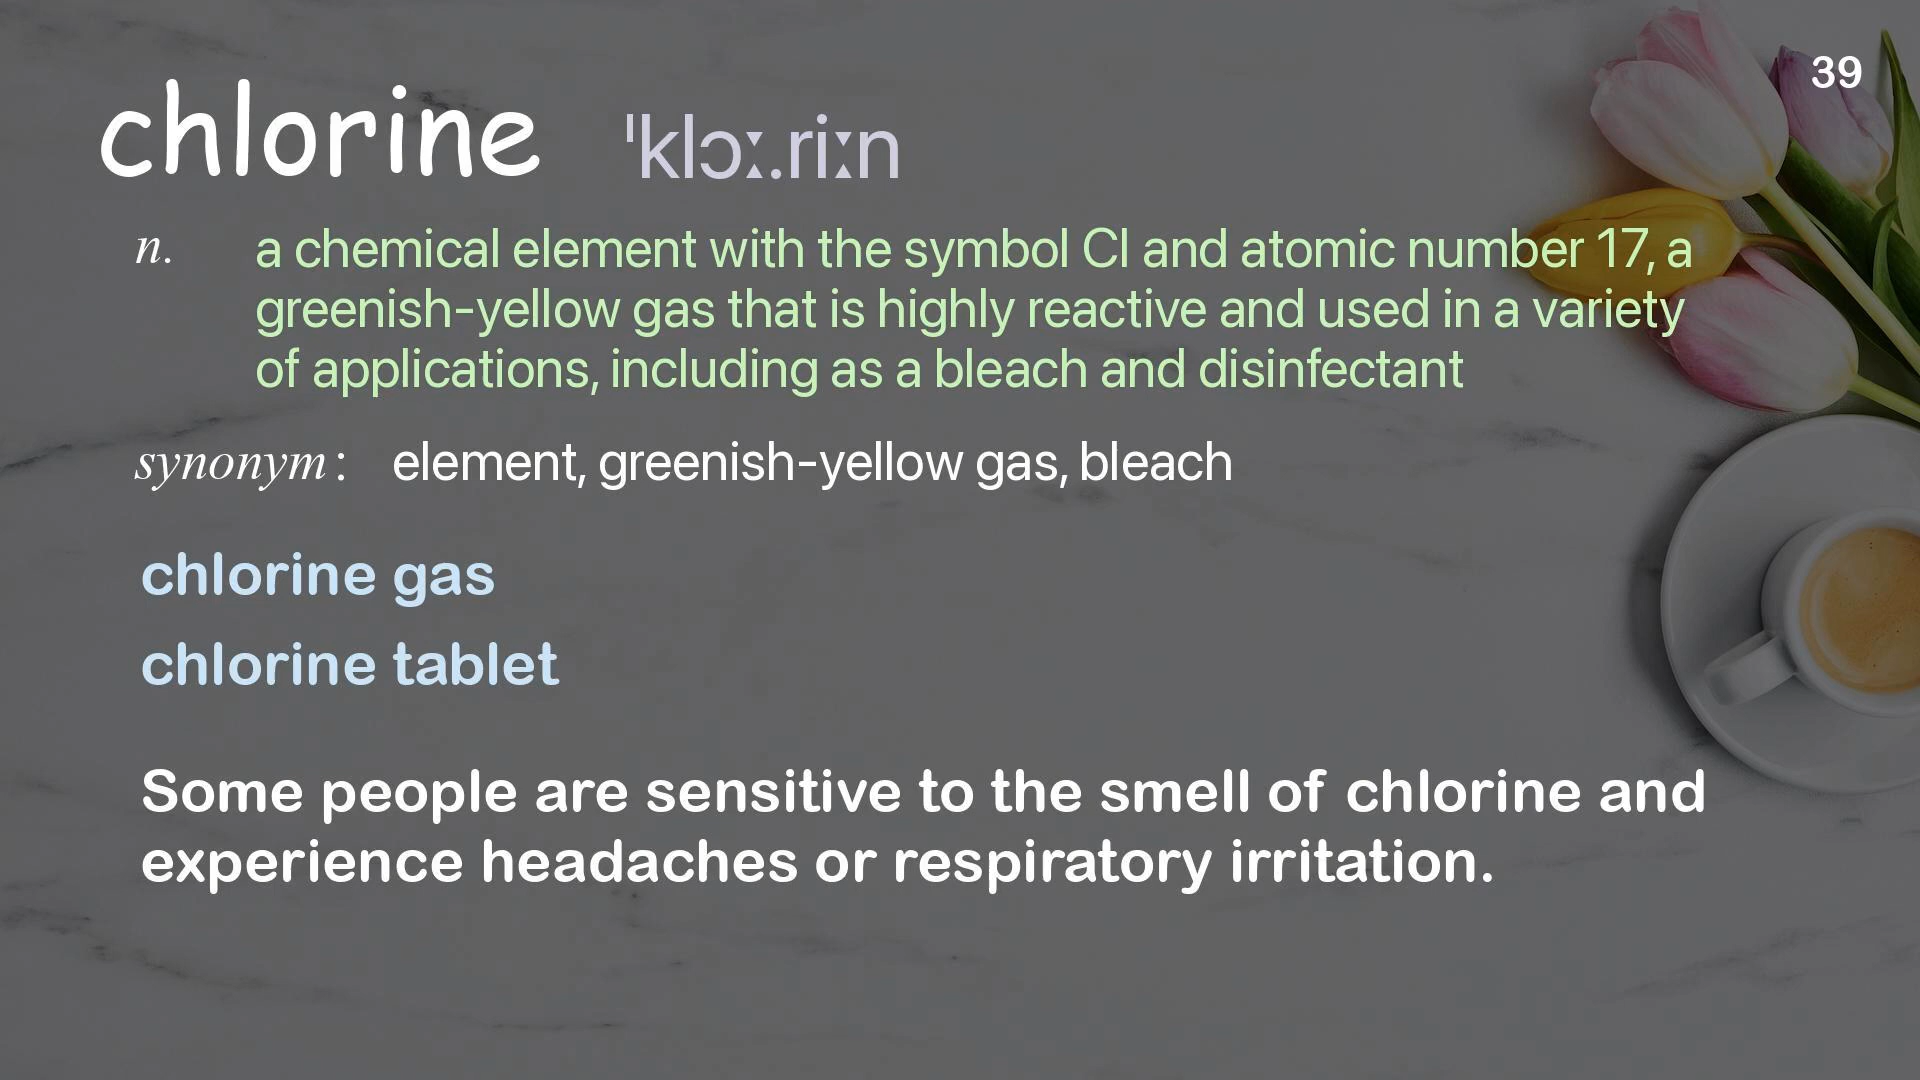 39
chlorine ˈklɔː.riːn
n. a chemical element with the symbol Cl and atomic number 17, a
greenish-yellow gas that is highly reactive and used in a variety
of applications, including as a bleach and disinfectant
synonym: element, greenish-yellow gas, bleach
chlorine gas
chlorine tablet
Some people are sensitive to the smell of chlorine and
experience headaches or respiratory irritation.